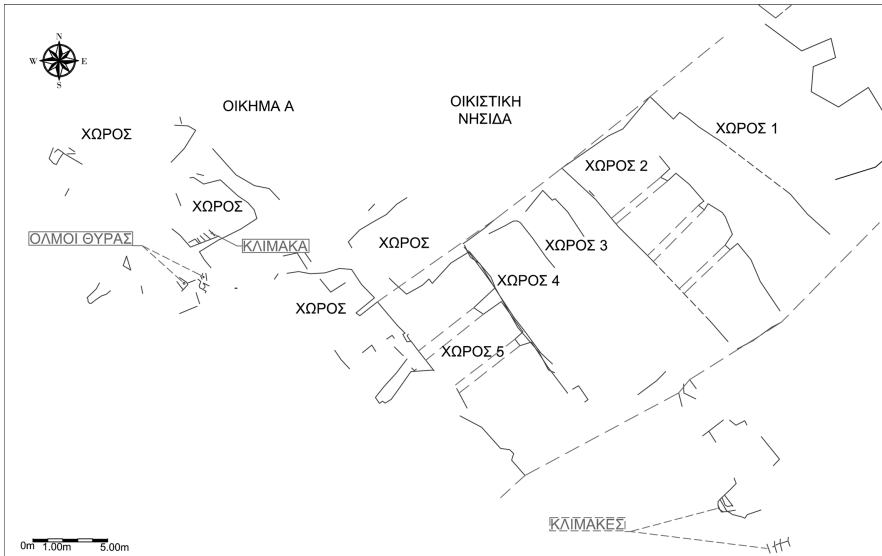 N
W E
S
ΟΙΚΗΜΑ Α
ΟΙΚΙΣΤΙΚΗ
ΝΗΣΙΔΑ
ΧΩΡΟΣ
ΧΩΡΟΣ 1
ΧΩΡΟΣ 2
ΧΩΡΟΣ
ΟΛΜΟΙ ΘΥΡΑΣ
ΚΛΙΜΑΚΑ
ΧΩΡΟΣ
ΧΩΡΟΣ 3
ΧΩΡΟΣ 4
ΧΩΡΟΣ
ΧΩΡΟΣ 5
ΚΛΙΜΑΚΕΣ
0m 1.00m 5.00m